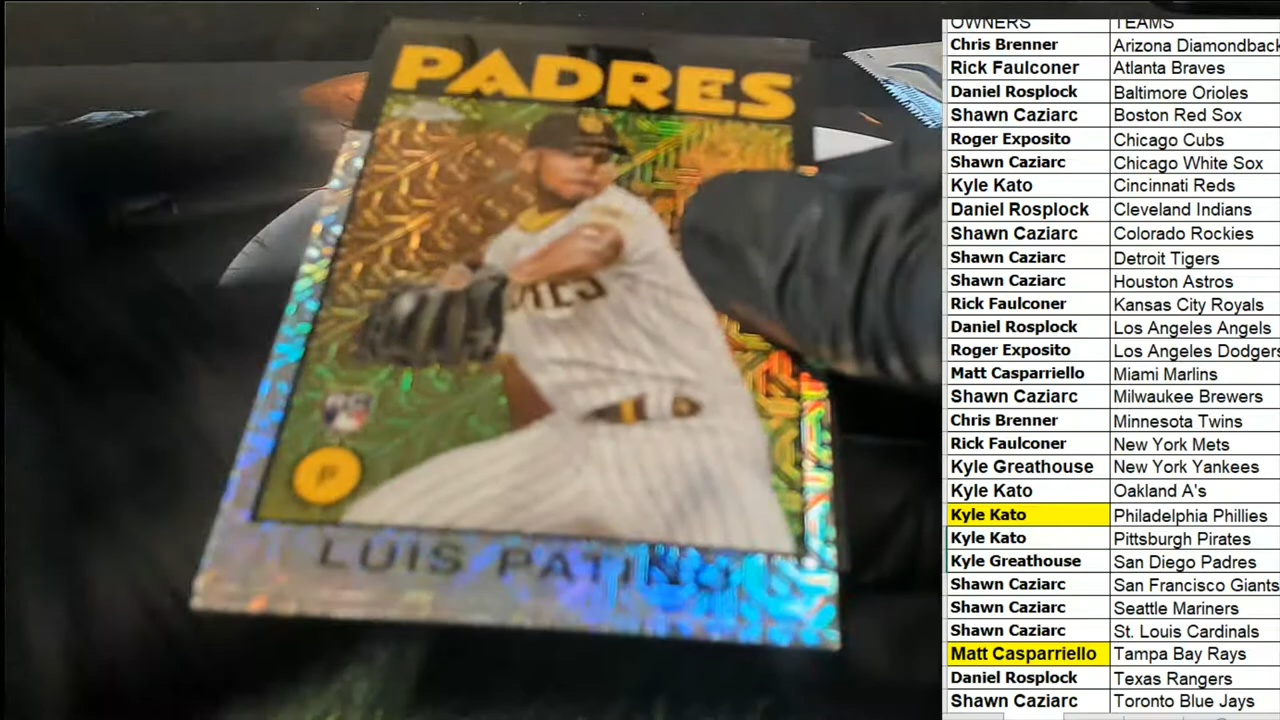 PADRES
RC
P
LUIS PATIÑO
OWNERS TEAMS
Chris Brenner Arizona Diamondback
Rick Faulconer Atlanta Braves
Daniel Rosplock Baltimore Orioles
Shawn Caziarc Boston Red Sox
Roger Exposito Chicago Cubs
Shawn Caziarc Chicago White Sox
Kyle Kato Cincinnati Reds
Daniel Rosplock Cleveland Indians
Shawn Caziarc Colorado Rockies
Shawn Caziarc Detroit Tigers
Shawn Caziarc Houston Astros
Rick Faulconer Kansas City Royals
Daniel Rosplock Los Angeles Angels
Roger Exposito Los Angeles Dodgers
Matt Casparriello Miami Marlins
Shawn Caziarc Milwaukee Brewers
Chris Brenner Minnesota Twins
Rick Faulconer New York Mets
Kyle Greathouse New York Yankees
Kyle Kato Oakland A's
Kyle Kato Philadelphia Phillies
Kyle Kato Pittsburgh Pirates
Kyle Greathouse San Diego Padres
Shawn Caziarc San Francisco Giants
Shawn Caziarc Seattle Mariners
Shawn Caziarc St. Louis Cardinals
Matt Casparriello Tampa Bay Rays
Daniel Rosplock Texas Rangers
Shawn Caziarc Toronto Blue Jays